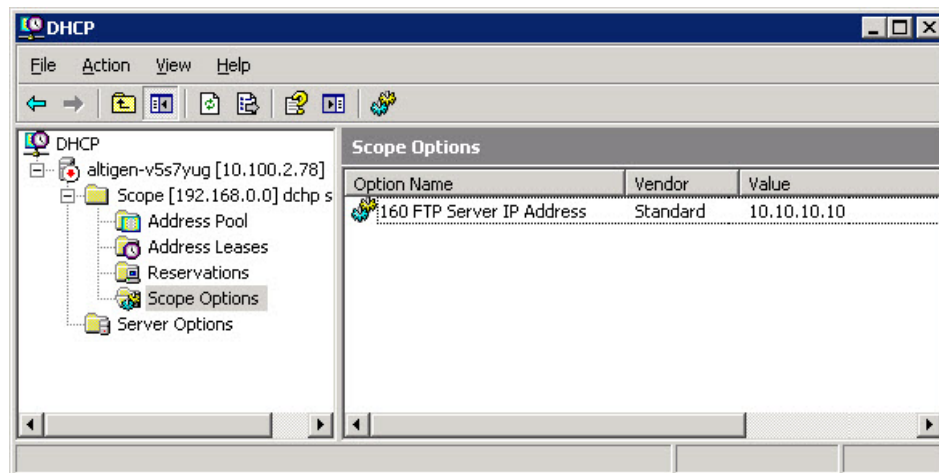 DHCP
File Action View Help
DHCP
altigen-v5s7yug [10.100.2.78]
Scope [192.168.0.0] dchp s
Address Pool
Address Leases
Reservations
Scope Options
Server Options
Scope Options
Option Name Vendor Value
160 FTP Server IP Address Standard 10.10.10.10